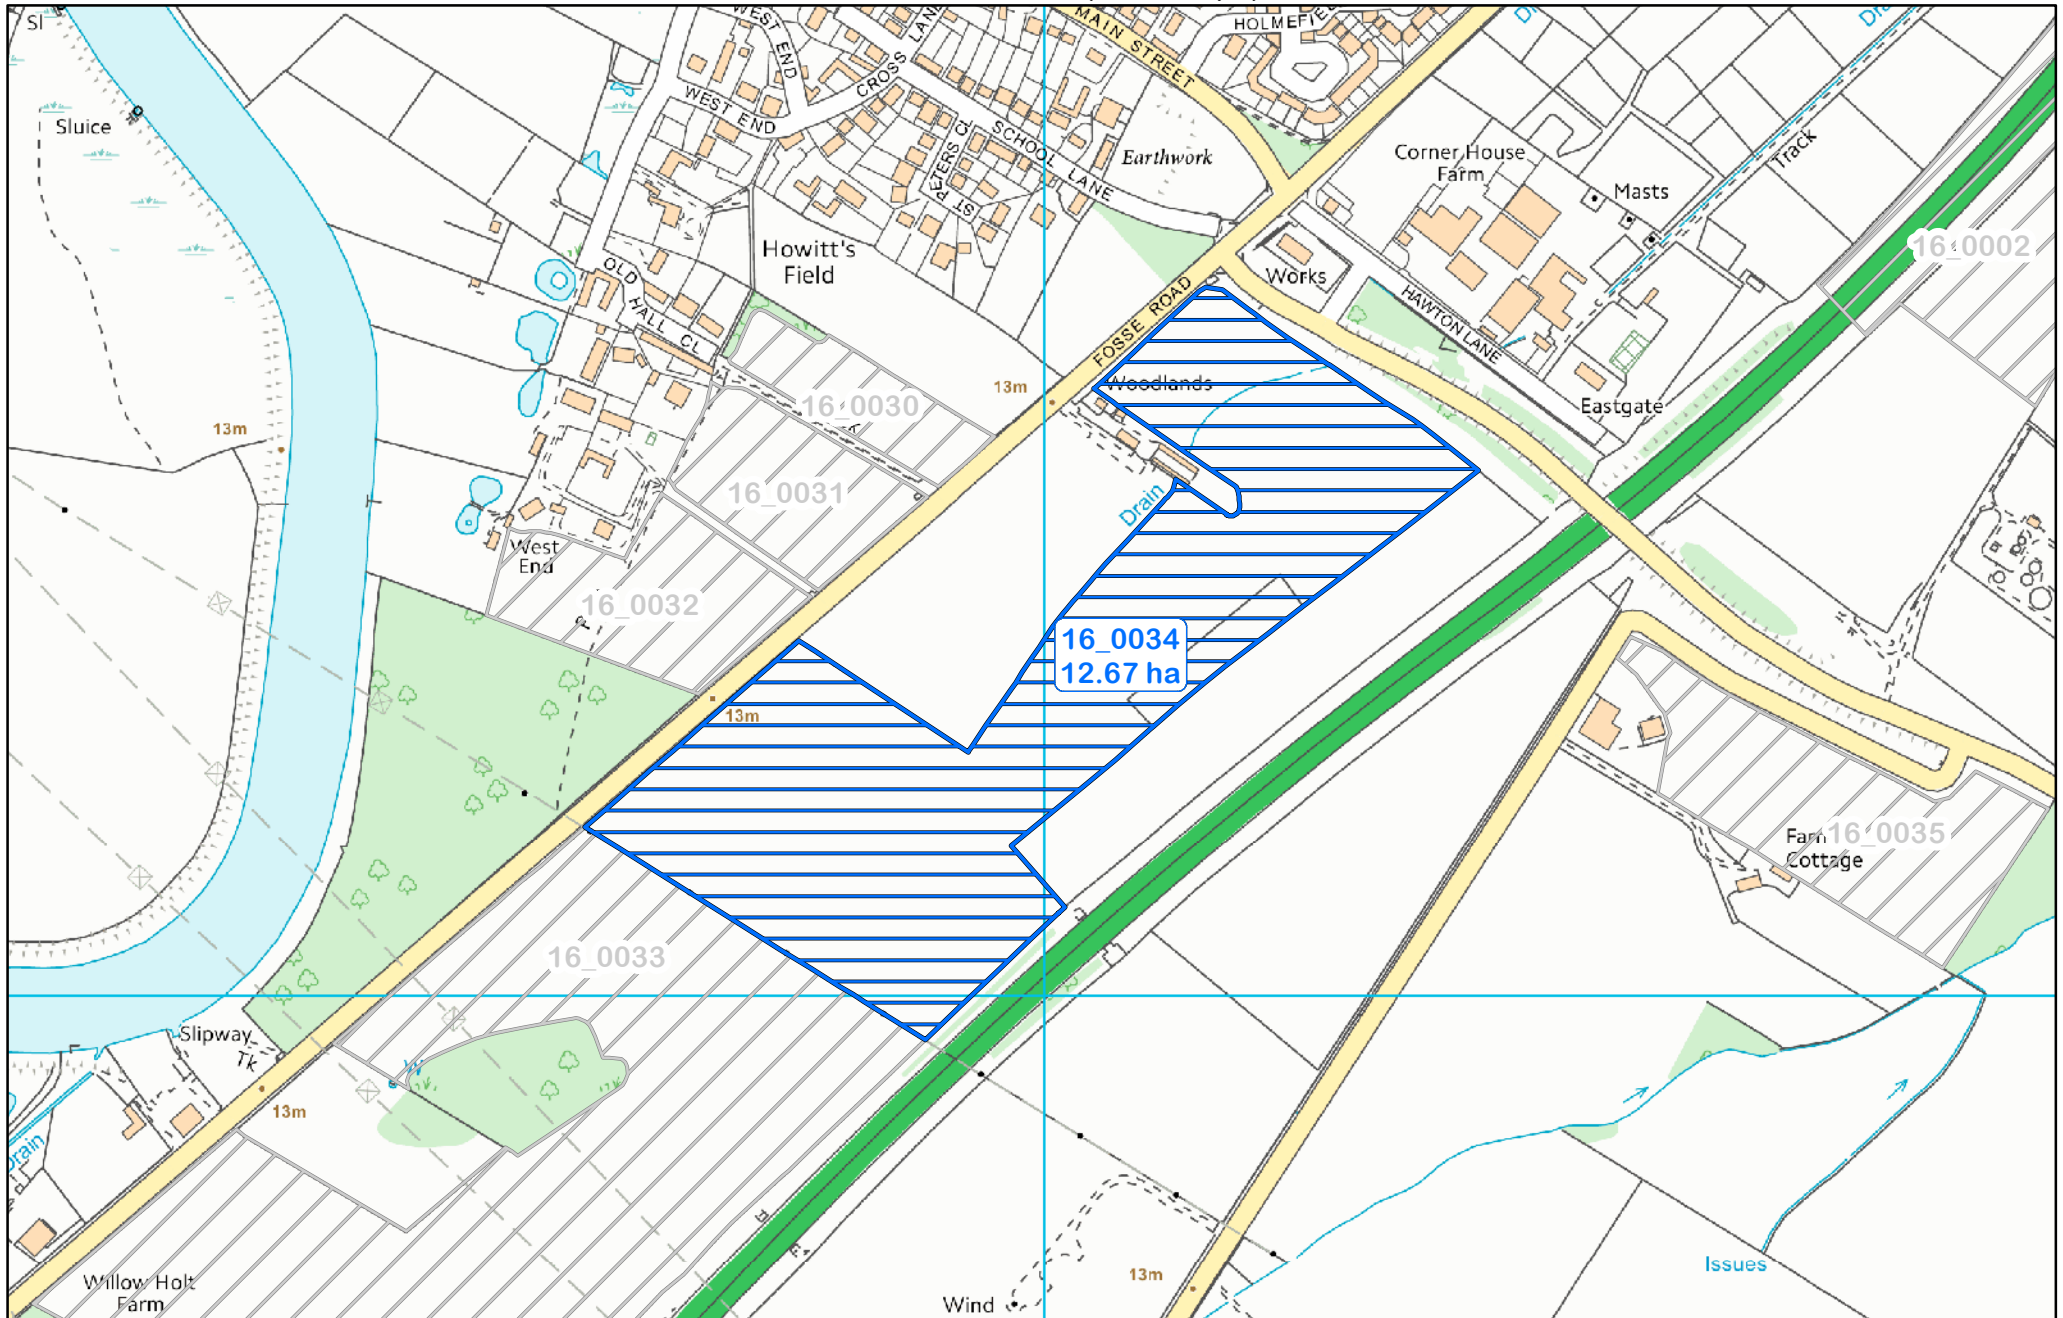 Sl
WEST END
CROSS LANE
MAIN STREET
HOLMEFIE
Sluice
WEST END
SCHOOL LANE
ST PETERS CL
Earthwork
Corner House
Farm
Masts
Track
16_0002
Howitt's
Field
OLD HALL CL
FOSSE ROAD
Works
HAWTON LANE
Eastgate
13m
13m
Woodlands
16_0030
16_0031
Drain
West
End
16_0032
16_0034
12.67 ha
13m
16_0035
Farm
Cottage
16_0033
Slipway
Tk
13m
Drain
Willow Holt
Farm
13m
Wind
Issues